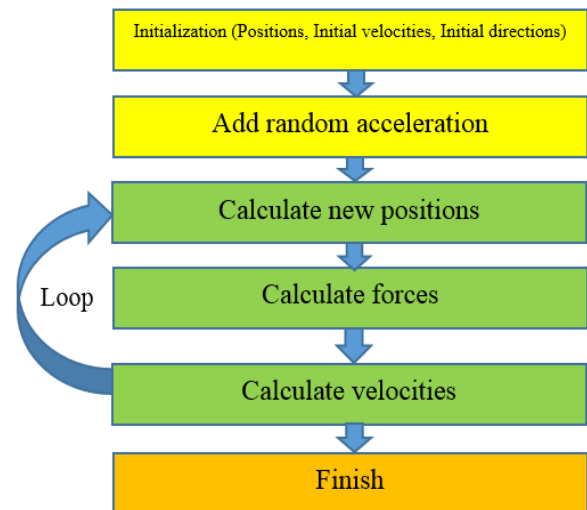 Initialization (Positions, Initial velocities, Initial directions)
Add random acceleration
Calculate new positions
Calculate forces
Loop
Calculate velocities
Finish